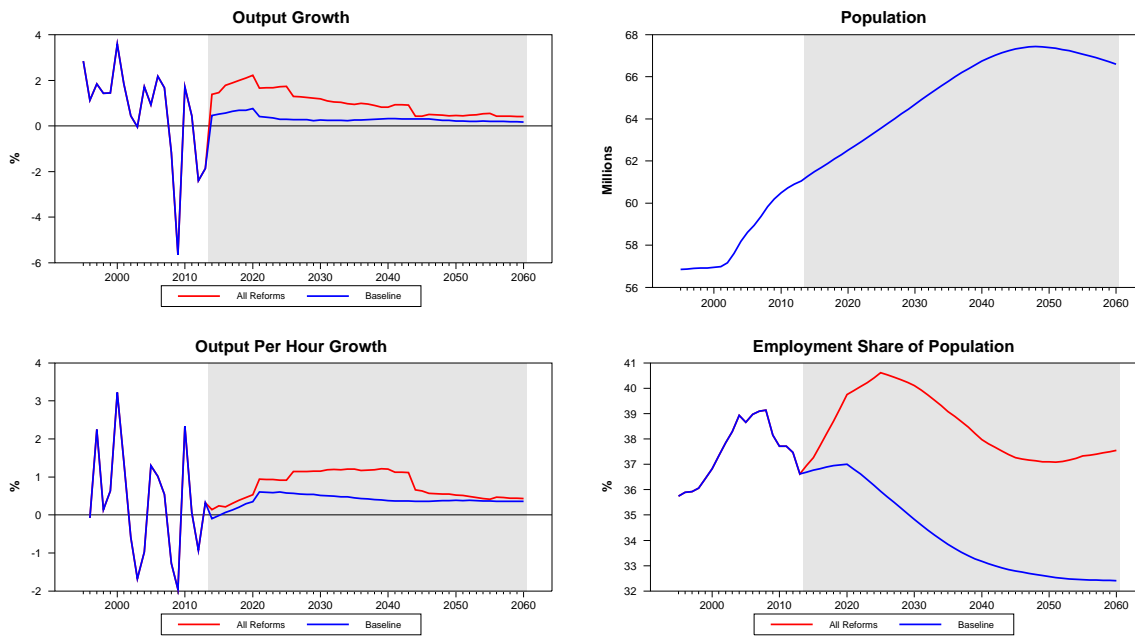 Output Growth
4
2
0
-2
-4
-6
%
2000 2010 2020 2030 2040 2050 2060
All Reforms Baseline
Population
68
66
64
62
60
58
56
Millions
2000 2010 2020 2030 2040 2050 2060
Output Per Hour Growth
4
3
2
1
0
-1
-2
%
2000 2010 2020 2030 2040 2050 2060
All Reforms Baseline
Employment Share of Population
41
40
39
38
37
36
35
34
33
32
%
2000 2010 2020 2030 2040 2050 2060
All Reforms Baseline